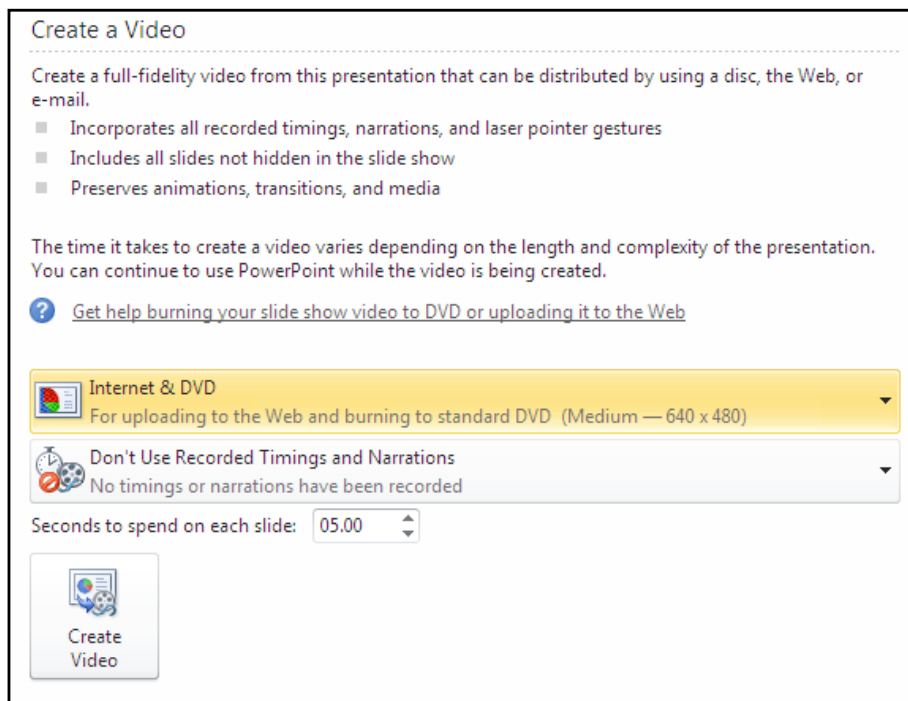 Create a Video
Create a full-fidelity video from this presentation that can be distributed by using a disc, the Web, or
e-mail.
Incorporates all recorded timings, narrations, and laser pointer gestures
Includes all slides not hidden in the slide show
Preserves animations, transitions, and media
The time it takes to create a video varies depending on the length and complexity of the presentation.
You can continue to use PowerPoint while the video is being created.
Get help burning your slide show video to DVD or uploading it to the Web
Internet & DVD
For uploading to the Web and burning to standard DVD (Medium — 640 x 480)
Don't Use Recorded Timings and Narrations
No timings or narrations have been recorded
Seconds to spend on each slide: 05.00
Create
Video